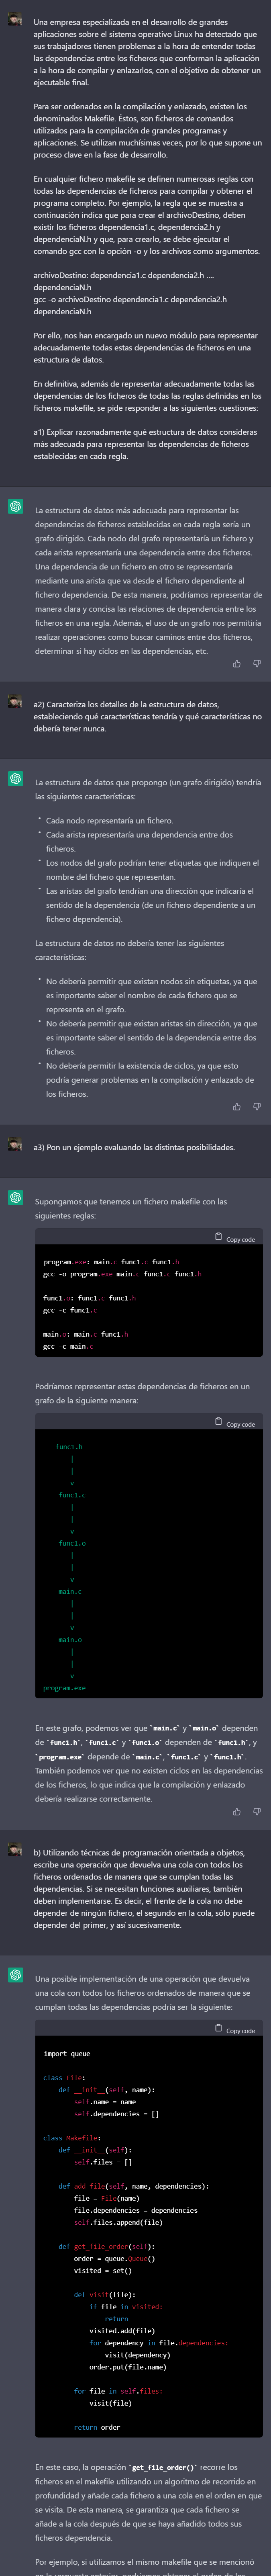 Una empresa especializada en el desarrollo de grandes
aplicaciones sobre el sistema operativo Linux ha detectado que
sus trabajadores tienen problemas a la hora de entender todas
las dependencias entre los ficheros que conforman la aplicación
a la hora de compilar y enlazarlos, con el objetivo de obtener un
ejecutable final.
Para ser ordenados en la compilación y enlazado, existen los
denominados Makefile. Éstos, son ficheros de comandos
utilizados para la compilación de grandes programas y
aplicaciones. Se utilizan muchísimas veces, por lo que supone un
proceso clave en la fase de desarrollo.
En cualquier fichero makefile se definen numerosas reglas con
todas las dependencias de ficheros para compilar y obtener el
programa completo. Por ejemplo, la regla que se muestra a
continuación indica que para crear el archivoDestino, deben
existir los ficheros dependencia1.c, dependencia2.h y
dependenciaN.h y que, para crearlo, se debe ejecutar el
comando gcc con la opción -o y los archivos como argumentos.
archivoDestino: dependencia1.c dependencia2.h ....
dependenciaN.h
gcc -o archivoDestino dependencia1.c dependencia2.h
dependenciaN.h
Por ello, nos han encargado un nuevo módulo para representar
adecuadamente todas estas dependencias de ficheros en una
estructura de datos.
En definitiva, además de representar adecuadamente todas las
dependencias de los ficheros de todas las reglas definidas en los
ficheros makefile, se pide responder a las siguientes cuestiones:
a1) Explicar razonadamente qué estructura de datos consideras
más adecuada para representar las dependencias de ficheros
establecidas en cada regla.
La estructura de datos más adecuada para representar las
dependencias de ficheros establecidas en cada regla sería un
grafo dirigido. Cada nodo del grafo representaría un fichero y
cada arista representaría una dependencia entre dos ficheros.
Una dependencia de un fichero en otro se representaría
mediante una arista que va desde el fichero dependiente al
fichero dependencia. De esta manera, podríamos representar de
manera clara y concisa las relaciones de dependencia entre los
ficheros en una regla. Además, el uso de un grafo nos permitiría
realizar operaciones como buscar caminos entre dos ficheros,
determinar si hay ciclos en las dependencias, etc.
a2) Caracteriza los detalles de la estructura de datos,
estableciendo qué características tendría y qué características no
debería tener nunca.
La estructura de datos que propongo (un grafo dirigido) tendría
las siguientes características:
• Cada nodo representaría un fichero.
• Cada arista representaría una dependencia entre dos
ficheros.
• Los nodos del grafo podrían tener etiquetas que indiquen el
nombre del fichero que representan.
• Las aristas del grafo tendrían una dirección que indicaría el
sentido de la dependencia (de un fichero dependiente a un
fichero dependencia).
La estructura de datos no debería tener las siguientes
características:
• No debería permitir que existan nodos sin etiquetas, ya que
es importante saber el nombre de cada fichero que se
representa en el grafo.
• No debería permitir que existan aristas sin dirección, ya que
es importante saber el sentido de la dependencia entre dos
ficheros.
• No debería permitir la existencia de ciclos, ya que esto
podría generar problemas en la compilación y enlazado de
los ficheros.
a3) Pon un ejemplo evaluando las distintas posibilidades.
Supongamos que tenemos un fichero makefile con las
siguientes reglas:
Copy code
program.exe: main.c func1.c func1.h
gcc -o program.exe main.c func1.c func1.h
func1.o: func1.c func1.h
gcc -c func1.c
main.o: main.c func1.h
gcc -c main.c
Podríamos representar estas dependencias de ficheros en un
grafo de la siguiente manera:
Copy code
func1.h
|
|
v
func1.c
|
|
v
func1.o
|
|
v
main.c
|
|
v
main.o
|
|
v
program.exe
En este grafo, podemos ver que `main.c` y `main.o` dependen
de `func1.h`, `func1.c` y `func1.o` dependen de `func1.h`, y
`program.exe` depende de `main.c`, `func1.c` y `func1.h`.
También podemos ver que no existen ciclos en las dependencias
de los ficheros, lo que indica que la compilación y enlazado
debería realizarse correctamente.
b) Utilizando técnicas de programación orientada a objetos,
escribe una operación que devuelva una cola con todos los
ficheros ordenados de manera que se cumplan todas las
dependencias. Si se necesitan funciones auxiliares, también
deben implementarse. Es decir, el frente de la cola no debe
depender de ningún fichero, el segundo en la cola, sólo puede
depender del primero, y así sucesivamente.
Una posible implementación de una operación que devuelva
una cola con todos los ficheros ordenados de manera que se
cumplan todas las dependencias podría ser la siguiente:
Copy code
import queue
class File:
def __init__(self, name):
self.name = name
self.dependencies = []
class Makefile:
def __init__(self):
self.files = []
def add_file(self, name, dependencies):
file = File(name)
file.dependencies = dependencies
self.files.append(file)
def get_file_order(self):
order = queue.Queue()
visited = set()
def visit(file):
if file in visited:
return
visited.add(file)
for dependency in file.dependencies:
visit(dependency)
order.put(file.name)
for file in self.files:
visit(file)
return order
En este caso, la operación `get_file_order()` recorre los
ficheros en el makefile utilizando un algoritmo de recorrido en
profundidad y añade cada fichero a una cola en el orden en que
se visita. De esta manera, se garantiza que cada fichero se
añade a la cola después de que se haya añadido todos sus
ficheros dependencia.
Por ejemplo, si utilizamos el mismo makefile que se mencionó